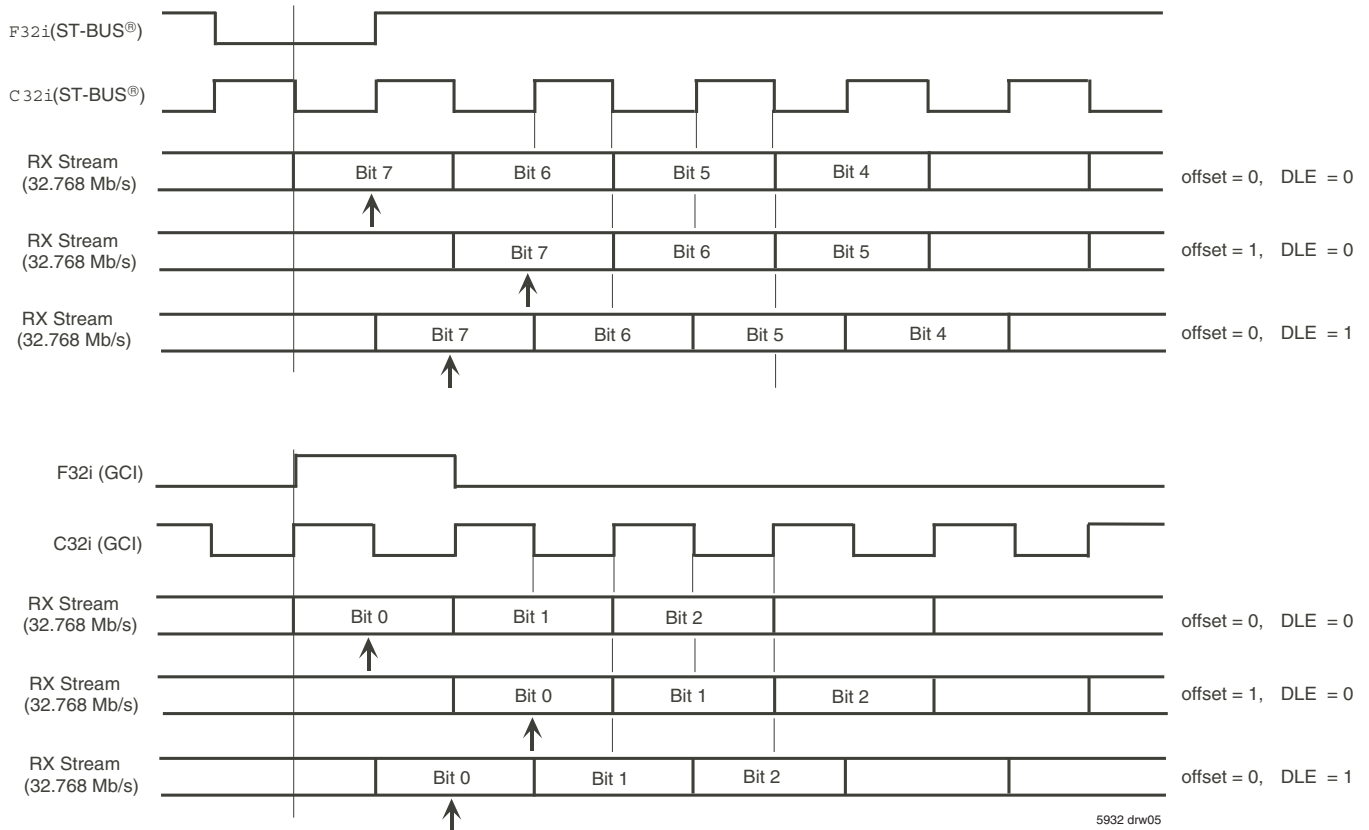 F32i(ST-BUS®)
C32i(ST-BUS®)
RX Stream
(32.768 Mb/s)
Bit 7 Bit 6 Bit 5 Bit 4
offset = 0, DLE = 0
RX Stream
(32.768 Mb/s)
Bit 7 Bit 6 Bit 5
offset = 1, DLE = 0
RX Stream
(32.768 Mb/s)
Bit 7 Bit 6 Bit 5 Bit 4
offset = 0, DLE = 1
F32i (GCI)
C32i (GCI)
RX Stream
(32.768 Mb/s)
Bit 0 Bit 1 Bit 2
offset = 0, DLE = 0
RX Stream
(32.768 Mb/s)
Bit 0 Bit 1 Bit 2
offset = 1, DLE = 0
RX Stream
(32.768 Mb/s)
Bit 0 Bit 1 Bit 2
offset = 0, DLE = 1
5932 drw05